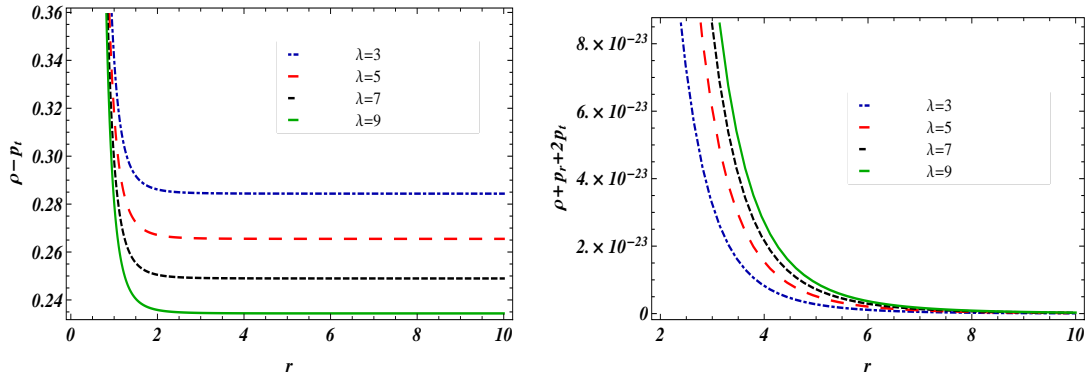 0.36
0.34
0.32
0.30
0.28
0.26
0.24
ρ-p_t
0 2 4 6 8 10
r
λ=3
λ=5
λ=7
λ=9
8.×10⁻²³
6.×10⁻²³
4.×10⁻²³
2.×10⁻²³
0
ρ+p_r+2p_t
2 4 6 8 10
r
λ=3
λ=5
λ=7
λ=9